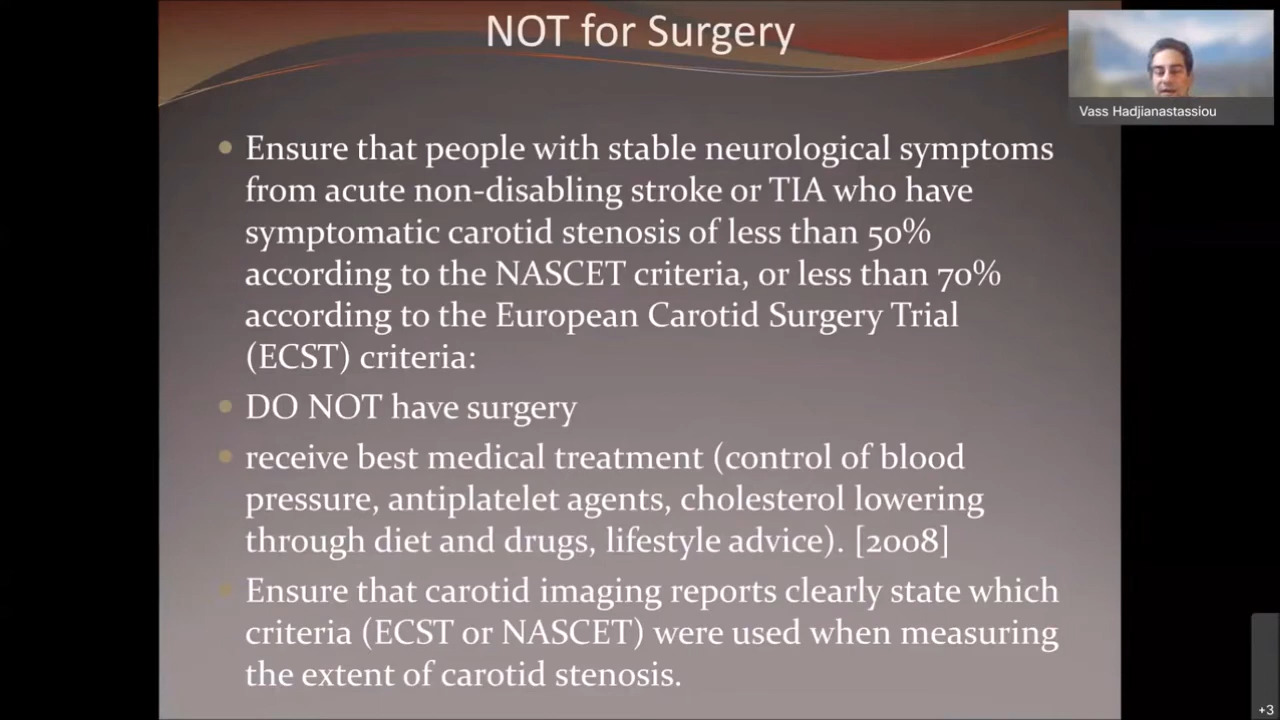 NOT for Surgery
Vass Hadjianastassiou
• Ensure that people with stable neurological symptoms
from acute non-disabling stroke or TIA who have
symptomatic carotid stenosis of less than 50%
according to the NASCET criteria, or less than 70%
according to the European Carotid Surgery Trial
(ECST) criteria:
• DO NOT have surgery
• receive best medical treatment (control of blood
pressure, antiplatelet agents, cholesterol lowering
through diet and drugs, lifestyle advice). [2008]
• Ensure that carotid imaging reports clearly state which
criteria (ECST or NASCET) were used when measuring
the extent of carotid stenosis.
+3